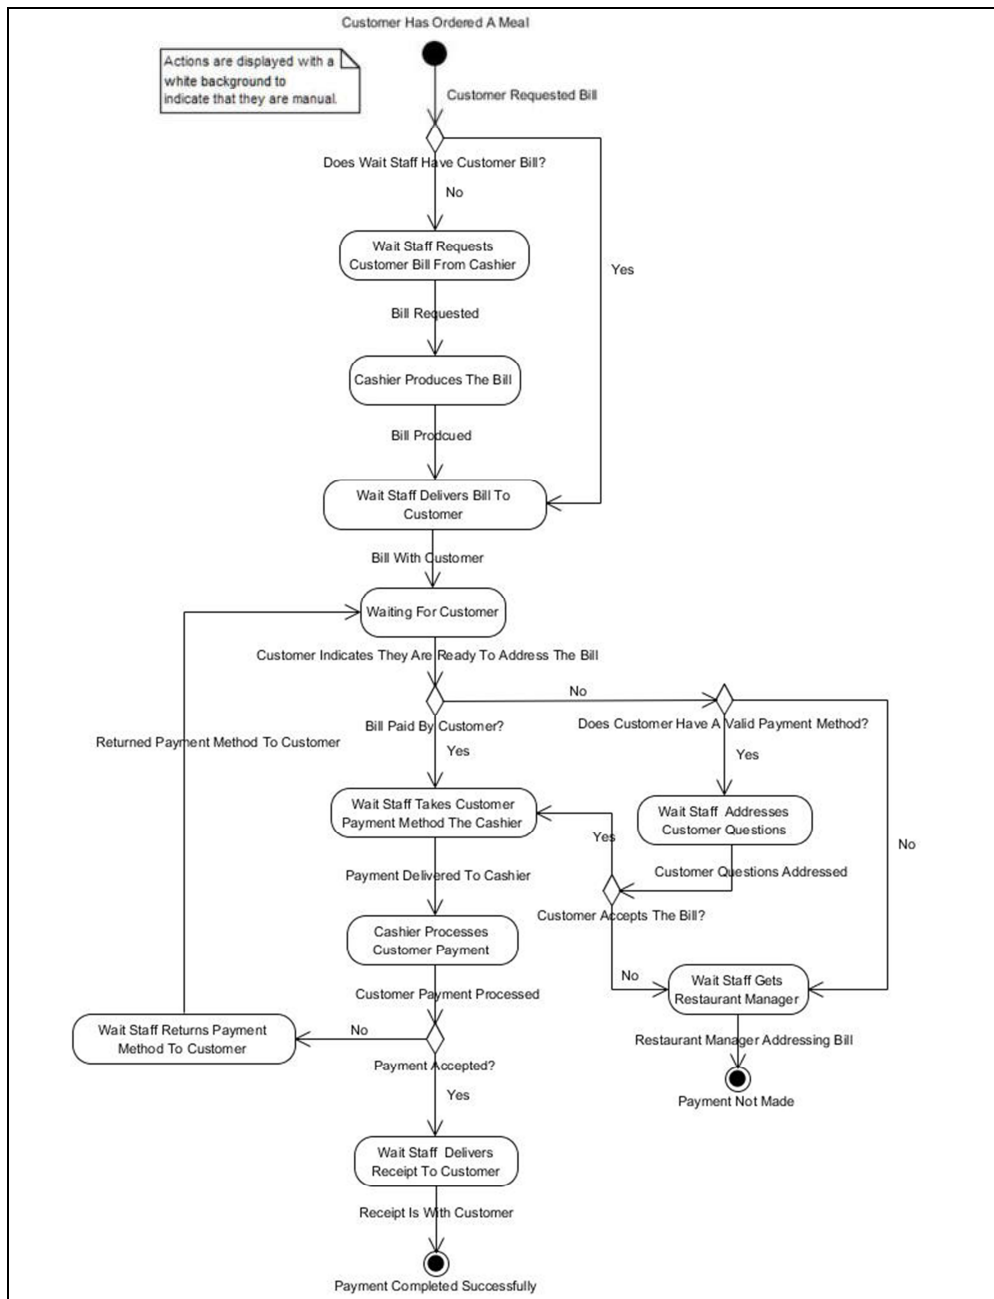 Customer Has Ordered A Meal
Actions are displayed with a
white background to
indicate that they are manual.
Customer Requested Bill
Does Wait Staff Have Customer Bill?
No
Wait Staff Requests
Customer Bill From Cashier
Yes
Bill Requested
Cashier Produces The Bill
Bill Prodcued
Wait Staff Delivers Bill To
Customer
Bill With Customer
Waiting For Customer
Customer Indicates They Are Ready To Address The Bill
No
Bill Paid By Customer?
Does Customer Have A Valid Payment Method?
Returned Payment Method To Customer
Yes
Yes
Wait Staff Takes Customer
Payment Method The Cashier
Wait Staff Addresses
Customer Questions
Yes
No
Payment Delivered To Cashier
Customer Questions Addressed
Customer Accepts The Bill?
Cashier Processes
Customer Payment
No
Wait Staff Gets
Restaurant Manager
Customer Payment Processed
Wait Staff Returns Payment
Method To Customer
No
Restaurant Manager Addressing Bill
Payment Accepted?
Yes
Payment Not Made
Wait Staff Delivers
Receipt To Customer
Receipt Is With Customer
Payment Completed Successfully